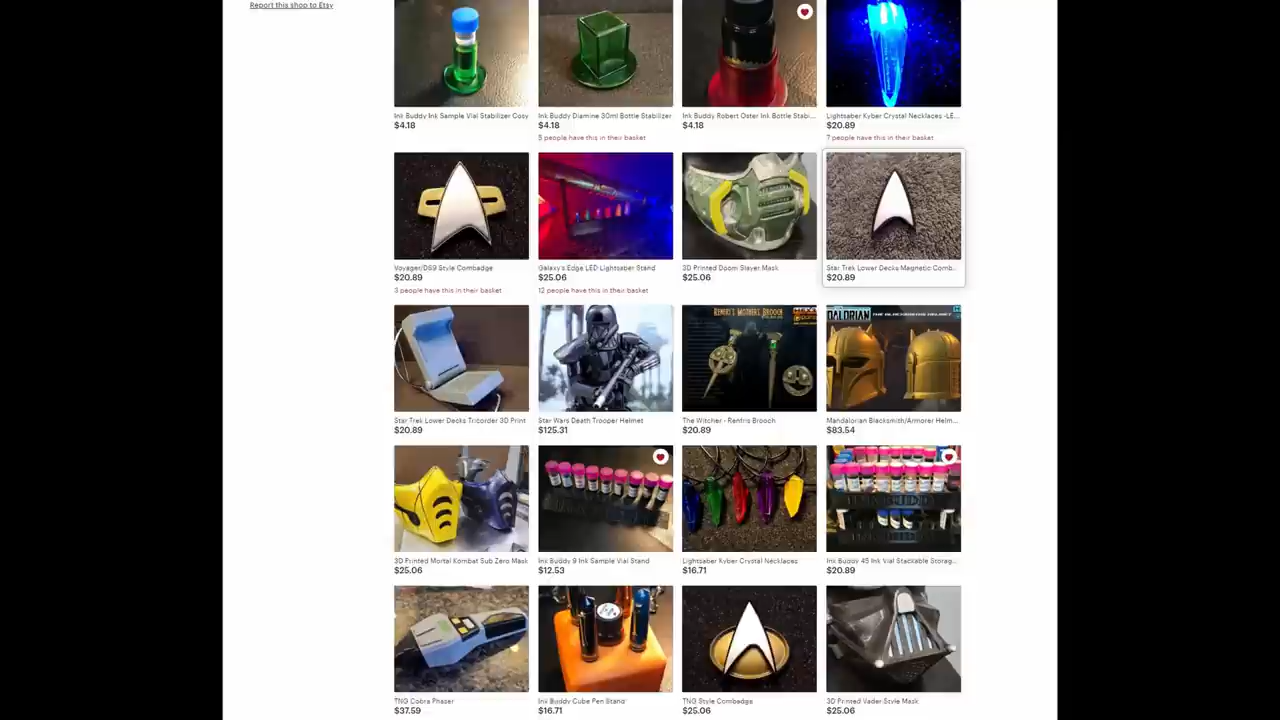 Report this shop to Etsy
Ink Buddy Ink Sample Vial Stabilizer Cosy
$4.18
Ink Buddy Diamine 30ml Bottle Stabilizer
$4.18
5 people have this in their basket
Ink Buddy Robert Oster Ink Bottle Stabi...
$4.18
Lightsaber Kyber Crystal Necklaces -LE...
$20.89
7 people have this in their basket
Voyager/DS9 Style Combadge
$20.89
3 people have this in their basket
Galaxy's Edge LED Lightsaber Stand
$25.06
12 people have this in their basket
3D Printed Doom Slayer Mask
$25.06
Star Trek Lower Decks Magnetic Comb...
$20.89
Star Trek Lower Decks Tricorder 3D Print
$20.89
Star Wars Death Trooper Helmet
$125.31
RENFRI'S MOTHERS BROOCH
The Witcher - Renfris Brooch
$20.89
DALORIAN
THE BLACKSMITHS HELMET
Mandalorian Blacksmith/Armorer Helm...
$83.54
3D Printed Mortal Kombat Sub Zero Mask
$25.06
Ink Buddy 9 Ink Sample Vial Stand
$12.53
Lightsaber Kyber Crystal Necklaces
$16.71
Ink Buddy 45 Ink Vial Stackable Storag...
$20.89
TNG Cobra Phaser
$37.59
Ink Buddy Cube Pen Stand
$16.71
TNG Style Combadge
$25.06
3D Printed Vader Style Mask
$25.06